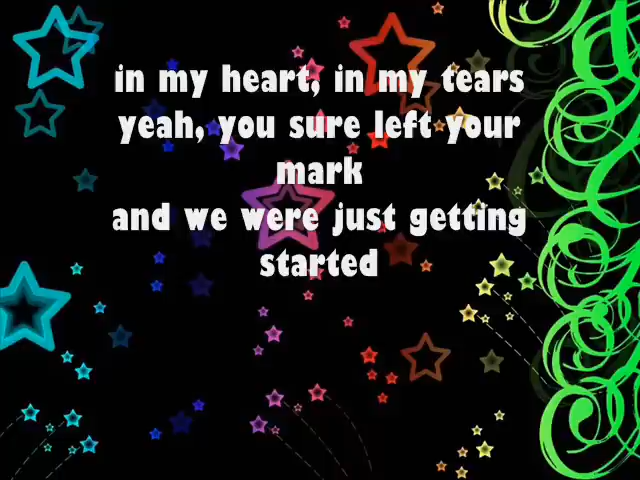 in my heart, in my tears
yeah, you sure left your
mark
and we were just getting
started